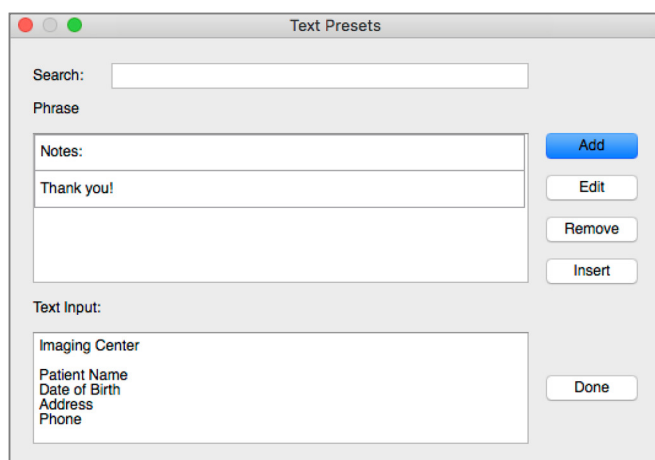 Text Presets
Search:
Phrase
Notes:
Add
Thank you!
Edit
Remove
Insert
Text Input:
Imaging Center
Patient Name
Date of Birth
Address
Phone
Done